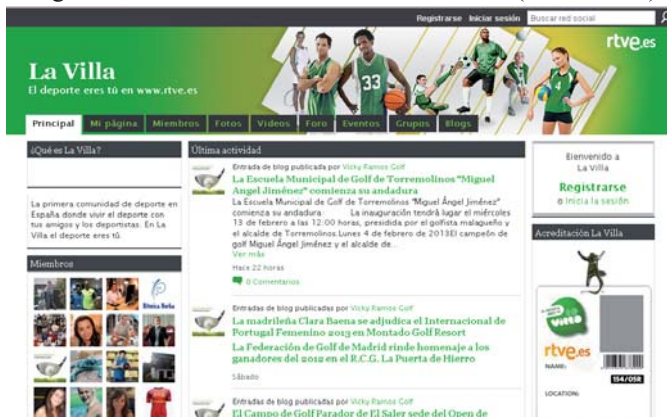 Registrarse Iniciar sesión Buscar red social
rtve.es
La Villa
El deporte eres tú en www.rtve.es
33
Principal Mi página Miembros Fotos Vídeos Foro Eventos Grupos Blogs
¿Qué es La Villa?
La primera comunidad de deporte en
España donde vivir el deporte con
tus amigos y los deportistas. En La
Villa el deporte eres tú.
Miembros
Última actividad
Entrada de blog publicada por Vicky Ramos Golf
La Escuela Municipal de Golf de Torremolinos "Miguel
Angel Jiménez" comienza su andadura
La Escuela Municipal de Golf de Torremolinos "Miguel Ángel Jiménez"
comienza su andadura La inauguración tendrá lugar el miércoles
13 de febrero a las 12:00 horas, presidida por el golfista malagueño y
el alcalde de Torremolinos.Lunes 4 de febrero de 2013El campeón de
golf Miguel Ángel Jiménez y el alcalde de...
Ver más
Hace 22 horas
0 Comentarios
Entradas de blog publicadas por Vicky Ramos Golf
La madrileña Clara Baena se adjudica el Internacional de
Portugal Femenino 2013 en Montado Golf Resort
La Federación de Golf de Madrid rinde homenaje a los
ganadores del 2012 en el R.C.G. La Puerta de Hierro
Sábado
Entradas de blog publicadas por Vicky Ramos Golf
El Campo de Golf Parador de El Saler sede del Open de
Bienvenido a
La Villa
Registrarse
o Inicia la sesión
Acreditación La Villa
villa
rtve.es
NAME:
154/05R
LOCATION: